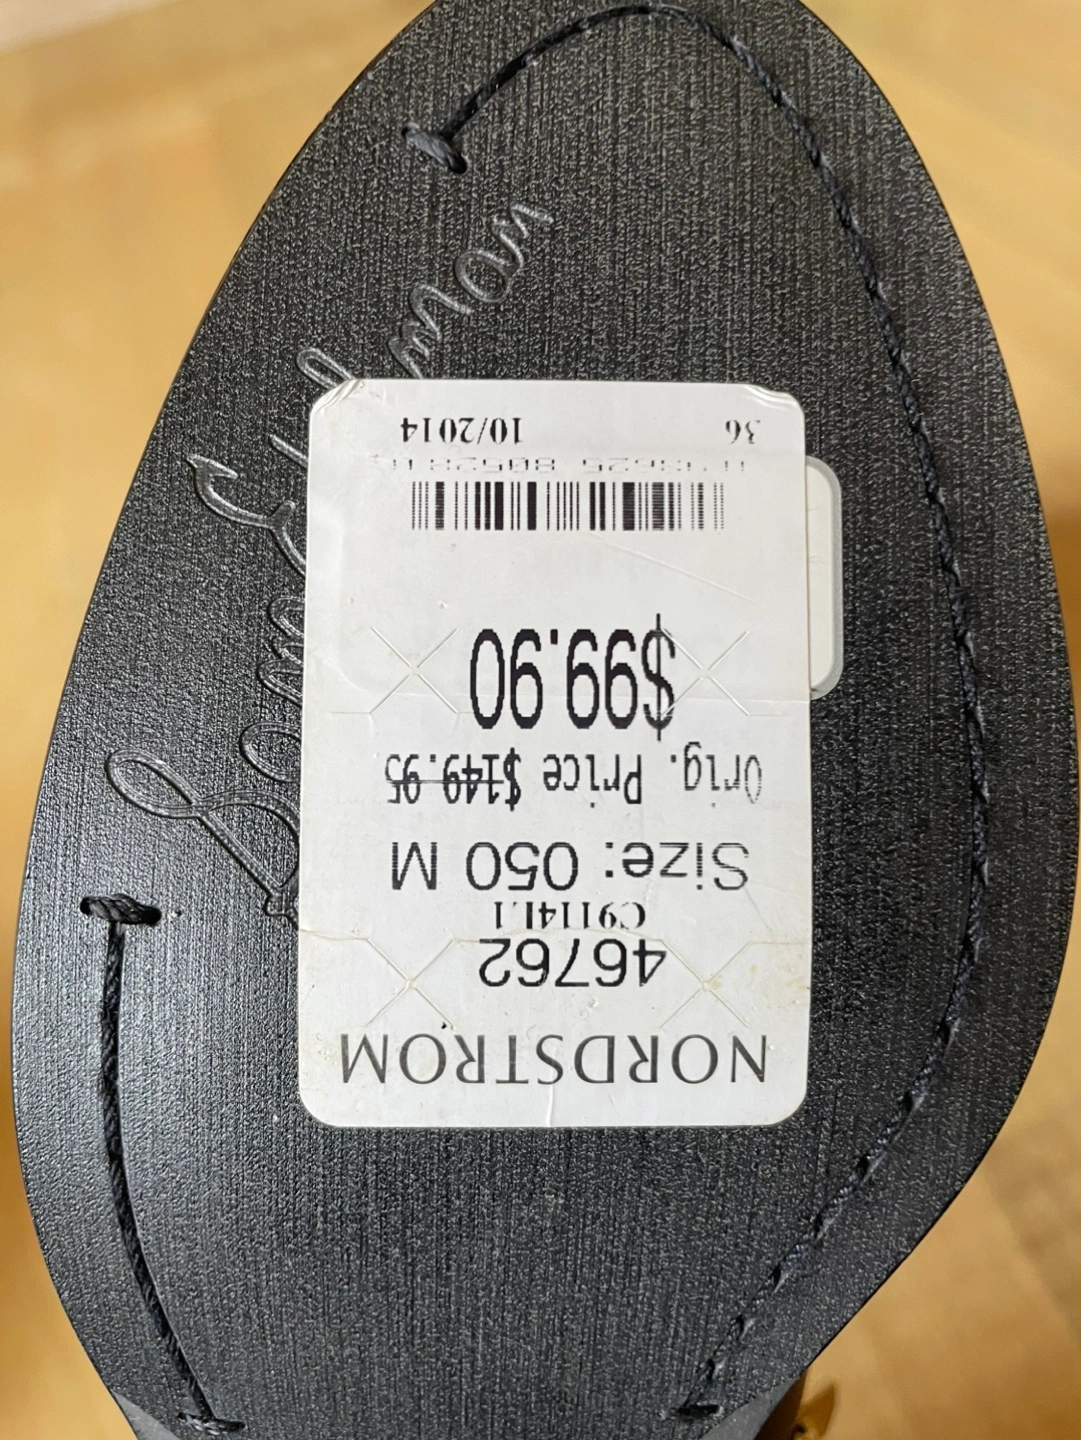 Sam Edelman
NORDSTROM
46762
C9114L1
Size: 050 M
Orig. Price $149.95
$99.90
36 10/2014